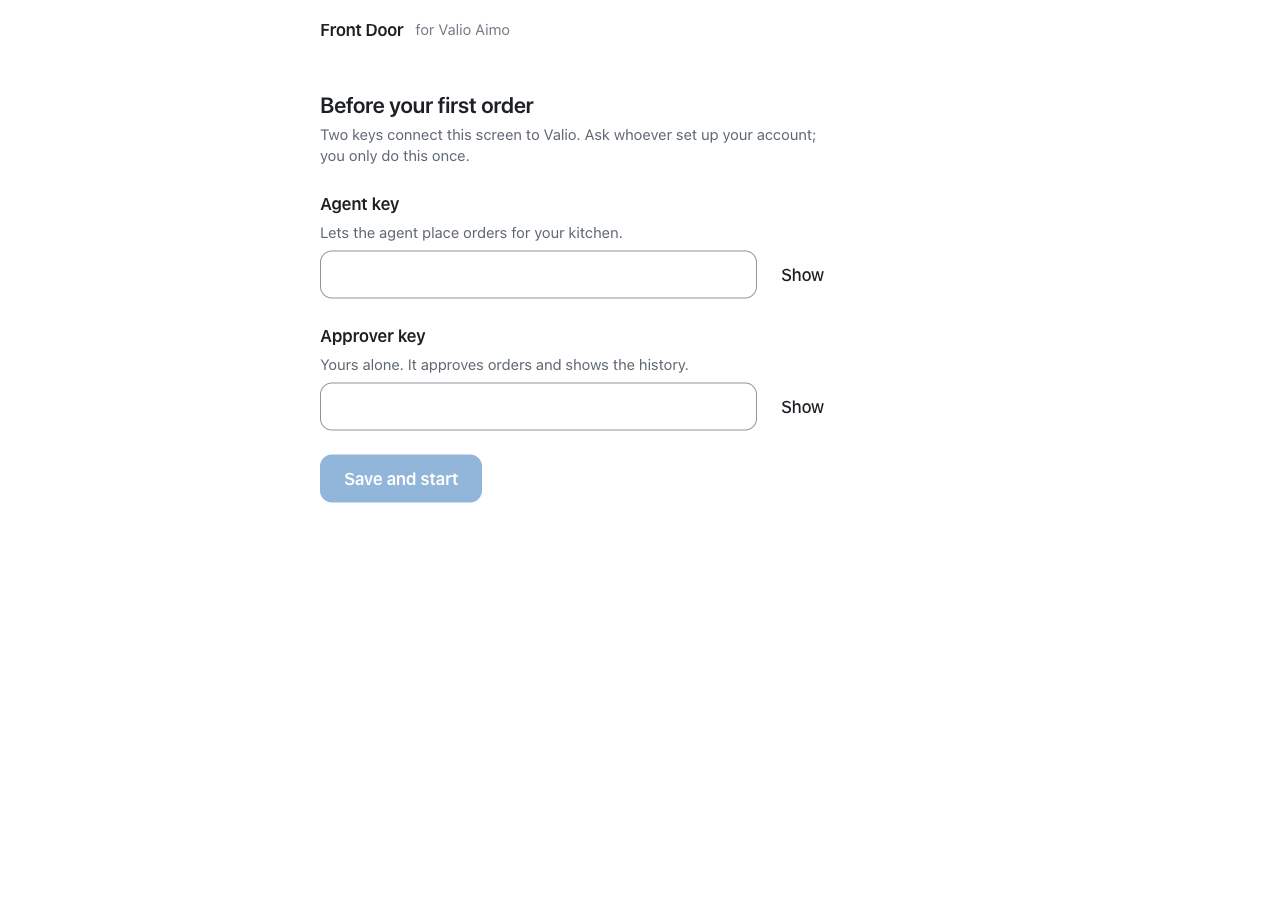 Front Door for Valio Aimo
Before your first order
Two keys connect this screen to Valio. Ask whoever set up your account;
you only do this once.
Agent key
Lets the agent place orders for your kitchen.
Show
Approver key
Yours alone. It approves orders and shows the history.
Show
Save and start